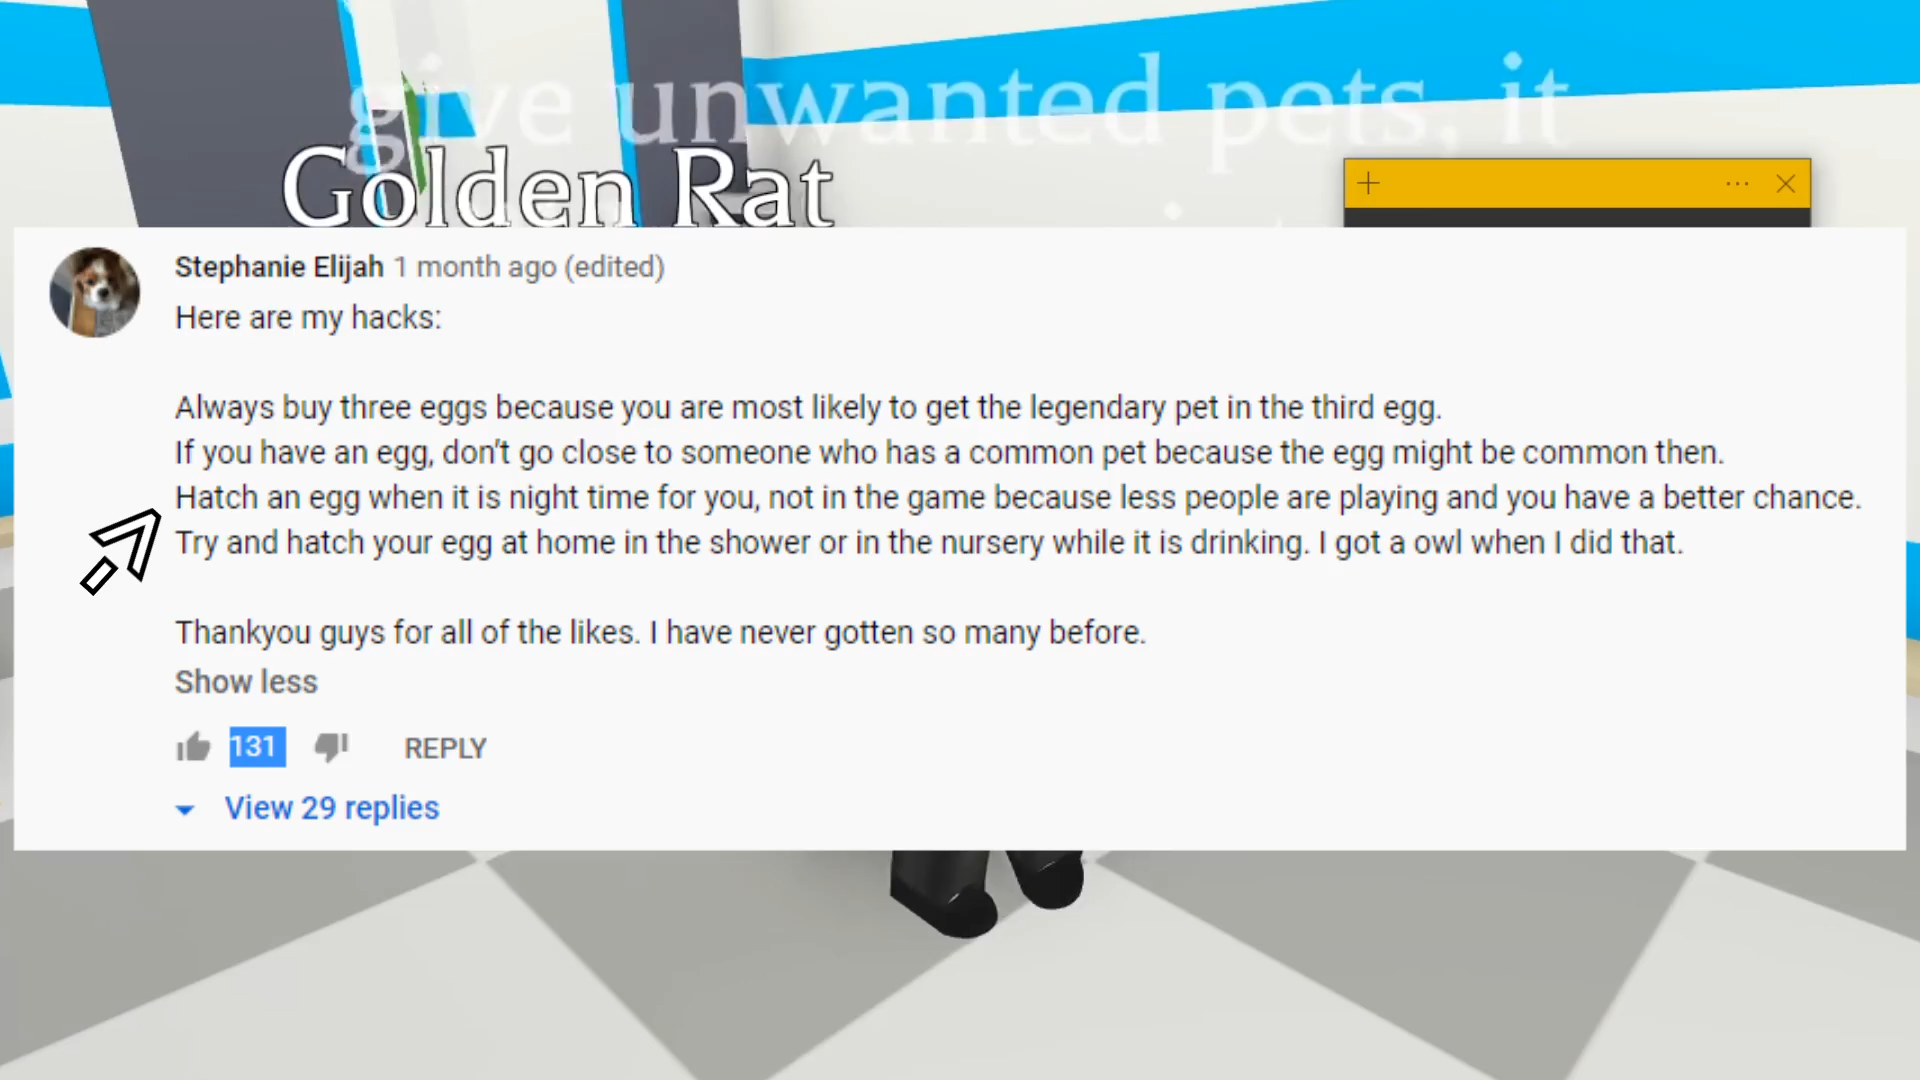 give unwanted pets, it
Golden Rat
Stephanie Elijah 1 month ago (edited)
Here are my hacks:
Always buy three eggs because you are most likely to get the legendary pet in the third egg.
If you have an egg, don't go close to someone who has a common pet because the egg might be common then.
Hatch an egg when it is night time for you, not in the game because less people are playing and you have a better chance.
Try and hatch your egg at home in the shower or in the nursery while it is drinking. I got a owl when I did that.
Thankyou guys for all of the likes. I have never gotten so many before.
Show less
131 REPLY
View 29 replies